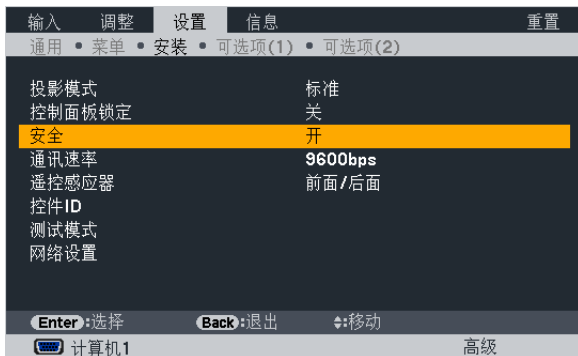 输入 调整 设置 信息 重置
通用 • 菜单 • 安装 • 可选项(1) • 可选项(2)
投影模式 标准
控制面板锁定 关
安全 开
通讯速率 9600bps
遥控感应器 前面/后面
控件ID
测试模式
网络设置
Enter:选择 Back:退出 :移动
计算机1 高级